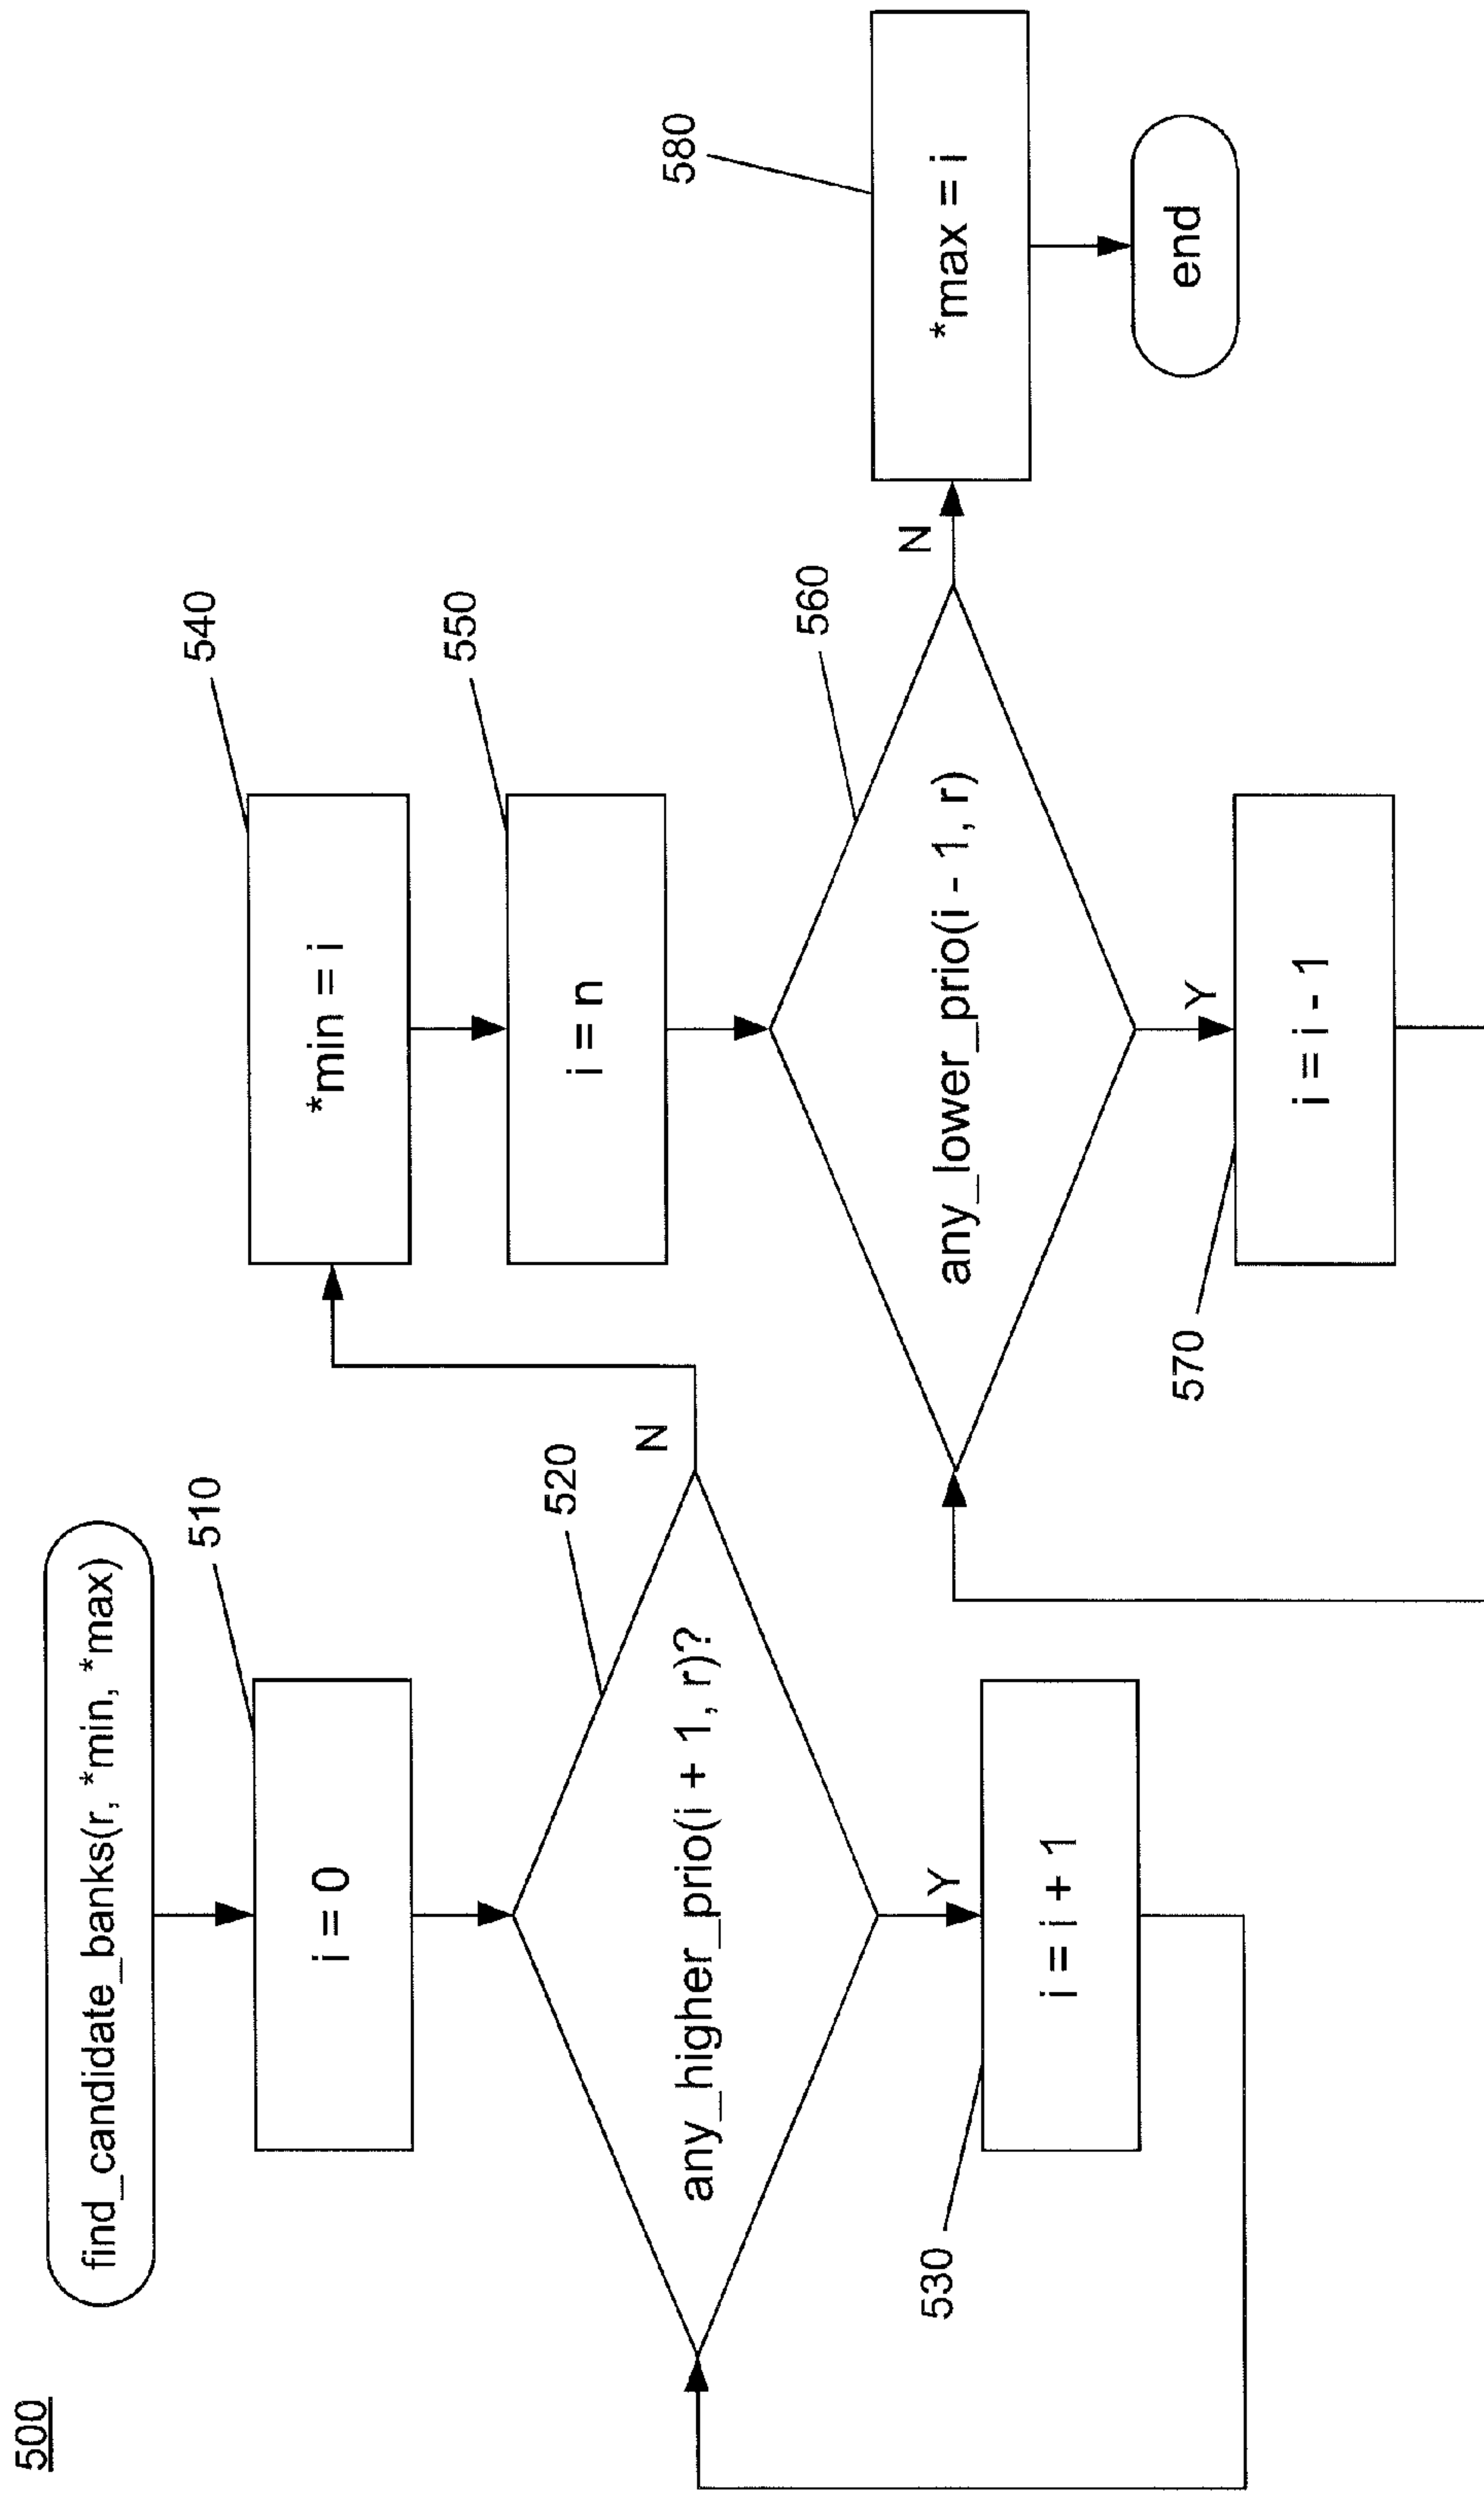 500
find_candidate_banks(r, *min, *max)
510
i = 0
520
any_higher_prio(i + 1, r)?
N
Y
530
i = i + 1
540
*min = i
550
i = n
560
any_lower_prio(i - 1, r)
N
Y
570
i = i - 1
580
*max = i
end